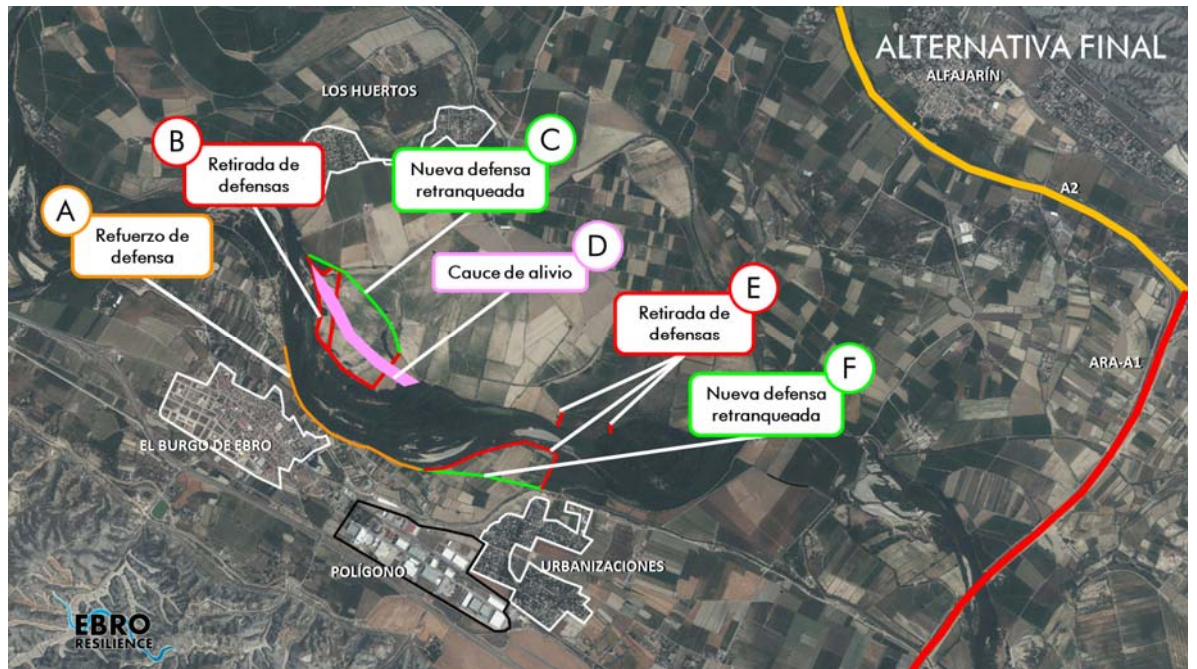 ALTERNATIVA FINAL
ALFAJARÍN
LOS HUERTOS
B
Retirada de
defensas
C
Nueva defensa
retranqueada
A
Refuerzo de
defensa
D
Cauce de alivio
A2
E
Retirada de
defensas
F
Nueva defensa
retranqueada
ARA-A1
EL BURGO DE EBRO
POLÍGONO
URBANIZACIONES
EBRO
RESILIENCE